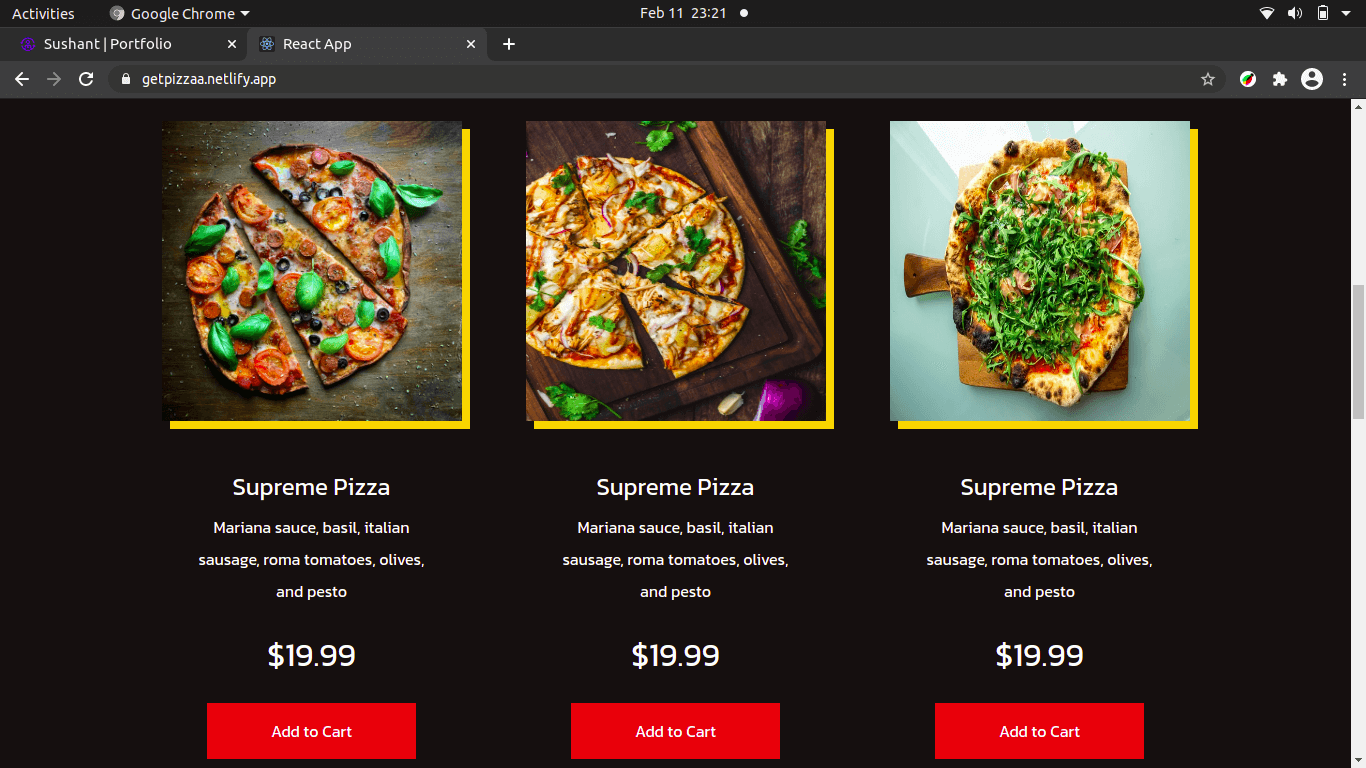 Activities Google Chrome Feb 11 23:21
Sushant | Portfolio React App
getpizzaa.netlify.app
Supreme Pizza
Mariana sauce, basil, italian
sausage, roma tomatoes, olives,
and pesto
$19.99
Add to Cart
Supreme Pizza
Mariana sauce, basil, italian
sausage, roma tomatoes, olives,
and pesto
$19.99
Add to Cart
Supreme Pizza
Mariana sauce, basil, italian
sausage, roma tomatoes, olives,
and pesto
$19.99
Add to Cart